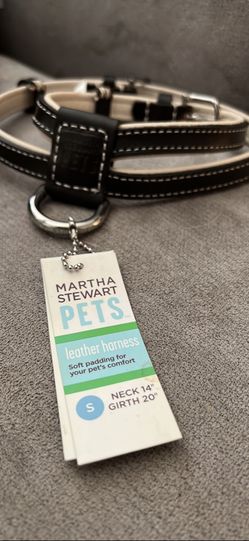 MARTHA
STEWART
PETS
leather harness
Soft padding for
your pet's comfort
S
NECK 14"
GIRTH 20"